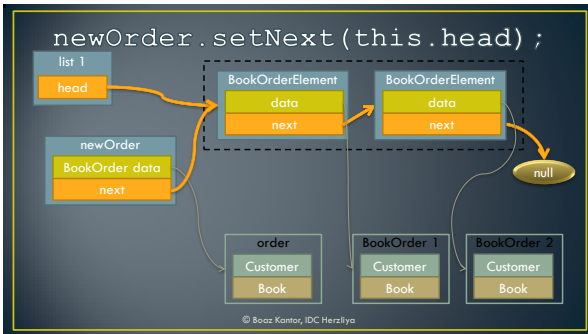 newOrder.setNext(this.head);
list 1
head
BookOrderElement
data
next
BookOrderElement
data
next
newOrder
BookOrder data
next
null
order
Customer
Book
BookOrder 1
Customer
Book
BookOrder 2
Customer
Book
© Boaz Kantor, IDC Herzliya